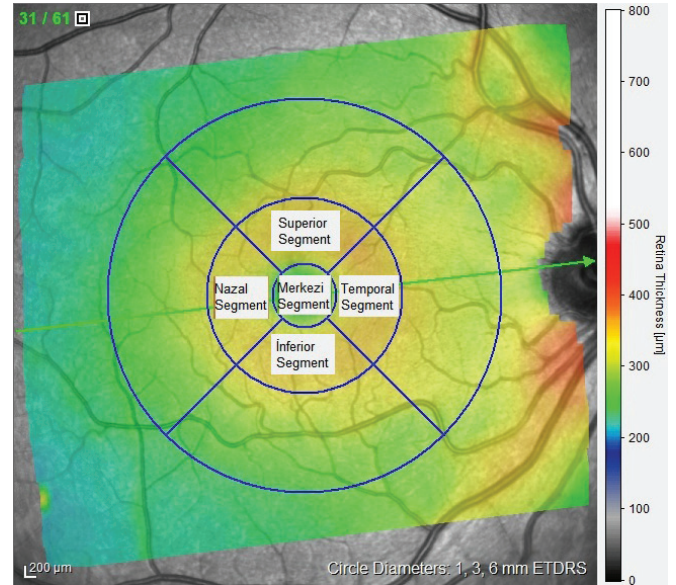 31 / 61
800
700
600
500
400
300
200
100
0
Retina Thickness [µm]
Superior
Segment
Nazal
Segment
Merkezi
Segment
Temporal
Segment
İnferior
Segment
200 µm
Circle Diameters: 1, 3, 6 mm ETDRS